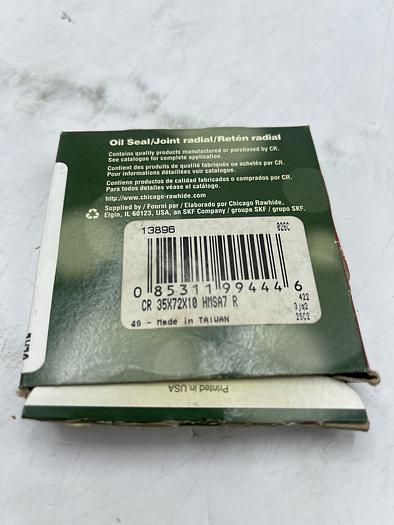 Oil Seal/Joint radial/Retén radial
Contains quality products manufactured or purchased by CR.
See catalogue for complete application.
Contient des produits de qualité fabriqués ou achetés par CR.
Pour informations détaillées voir catalogue.
Contiene productos de calidad fabricados o comprados por CR.
Para todos detalles véase el catálogo.
http://www.chicago-rawhide.com
Supplied by / Fourni par / Elaborado por Chicago Rawhide,
Elgin, IL 60123, USA, an SKF Company / groupe SKF / grupo SKF.
13896
0 85311 99444 6
CR 35X72X10 HMSA7 R
422
49 - Made in TAIWAN
Printed in USA